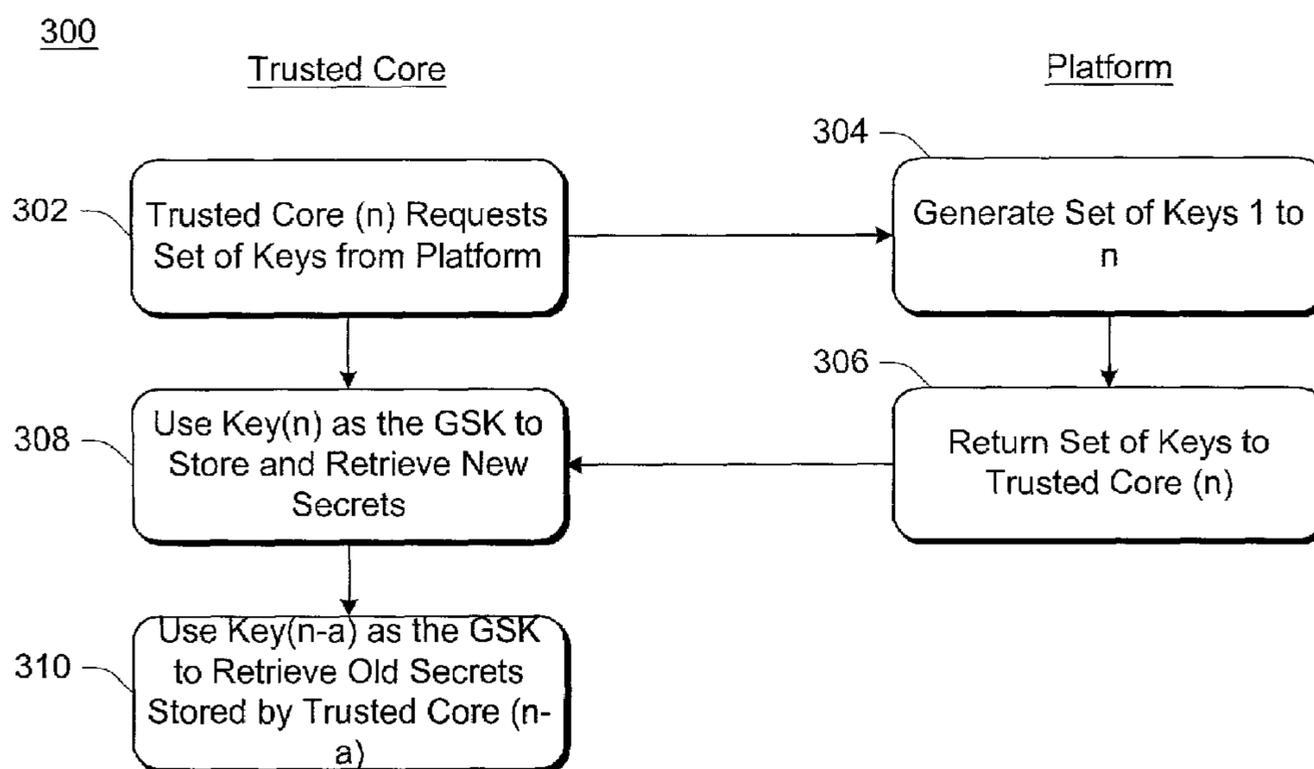 300
Trusted Core
Platform
302
Trusted Core (n) Requests
Set of Keys from Platform
304
Generate Set of Keys 1 to
n
306
Return Set of Keys to
Trusted Core (n)
308
Use Key(n) as the GSK to
Store and Retrieve New
Secrets
310
Use Key(n-a) as the GSK
to Retrieve Old Secrets
Stored by Trusted Core (n-
a)